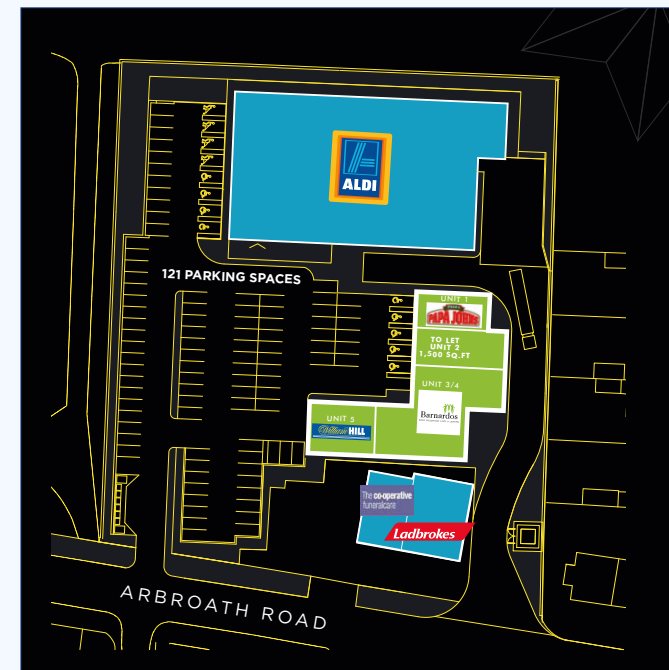 ALDI
121 PARKING SPACES
UNIT 1
PAPA JOHN'S
TO LET
UNIT 2
1,500 SQ.FT
UNIT 3/4
Barnardos
UNIT 5
William HILL
The co-operative
funeralcare
Ladbrokes
ARBROATH ROAD